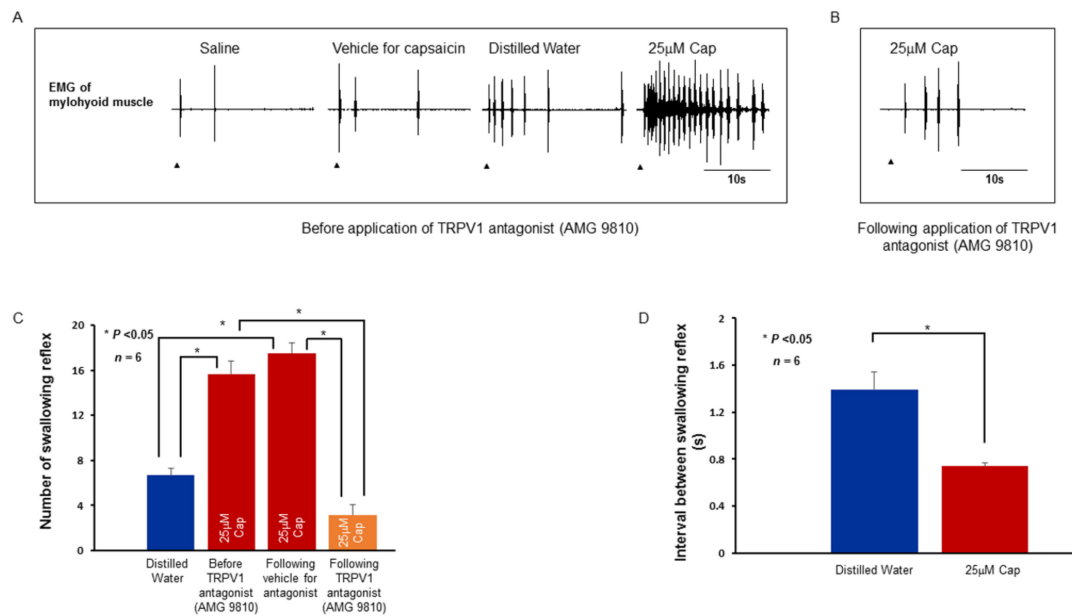 A
Saline
Vehicle for capsaicin
Distilled Water
25μM Cap
EMG of
mylohyoid muscle
10s
Before application of TRPV1 antagonist (AMG 9810)
B
25μM Cap
10s
Following application of TRPV1
antagonist (AMG 9810)
C
Number of swallowing reflex
20
16
12
8
4
0
* P <0.05
n = 6
*
*
*
*
25μM
Cap
25μM
Cap
25μM
Cap
Distilled
Water
Before
TRPV1
antagonist
(AMG 9810)
Following
vehicle for
antagonist
Following
TRPV1
antagonist
(AMG 9810)
D
Interval between swallowing reflex
(s)
2
1.6
1.2
0.8
0.4
0
* P <0.05
n = 6
*
Distilled Water
25μM Cap